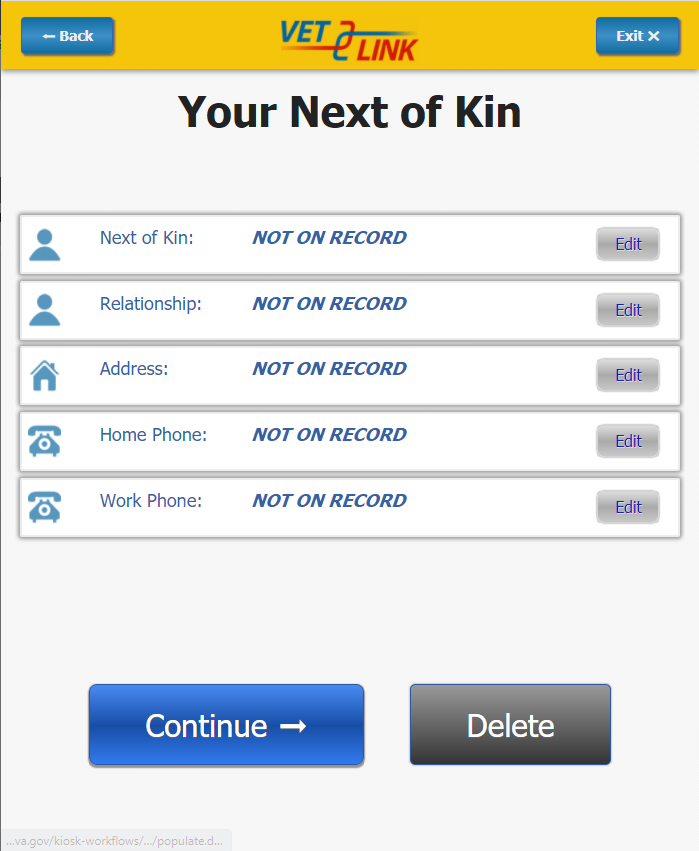 ← Back
VET LINK
Exit ✕
Your Next of Kin
Next of Kin: NOT ON RECORD Edit
Relationship: NOT ON RECORD Edit
Address: NOT ON RECORD Edit
Home Phone: NOT ON RECORD Edit
Work Phone: NOT ON RECORD Edit
Continue → Delete
...va.gov/kiosk-workflows/.../populate.d...